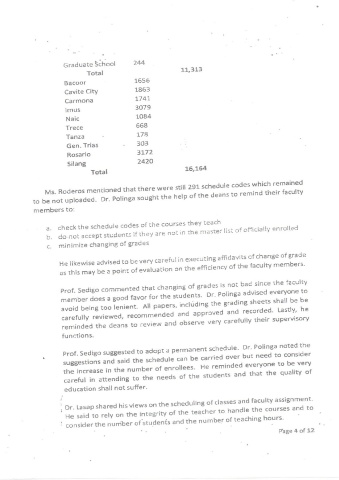 Graduate School 244
Total 11,313
Bacoor 1656
Cavite City 1863
Carmona 1741
Imus 3079
Naic 1084
Trece 668
Tanza 178
Gen. Trias 303
Rosario 3172
Silang 2420
Total 16,164
Ms. Roderos mentioned that there were still 291 schedule codes which remained
to be not uploaded. Dr. Polinga sought the help of the deans to remind their faculty
members to:
a. check the schedule codes of the courses they teach
b. do not accept students if they are not in the master list of officially enrolled
c. minimize changing of grades
He likewise advised to be very careful in executing affidavits of change of grade
as this may be a point of evaluation on the efficiency of the faculty members.
Prof. Sedigo commented that changing of grades is not bad since the faculty
member does a good favor for the students. Dr. Polinga advised everyone to
avoid being too lenient. All papers, including the grading sheets shall be be
carefully reviewed, recommended and approved and recorded. Lastly, he
reminded the deans to review and observe very carefully their supervisory
functions.
Prof. Sedigo suggested to adopt a permanent schedule. Dr. Polinga noted the
suggestions and said the schedule can be carried over but need to consider
the increase in the number of enrollees. He reminded everyone to be very
careful in attending to the needs of the students and that the quality of
education shall not suffer.
Dr. Lasap shared his views on the scheduling of classes and faculty assignment.
He said to rely on the integrity of the teacher to handle the courses and to
consider the number of students and the number of teaching hours.
Page 4 of 12